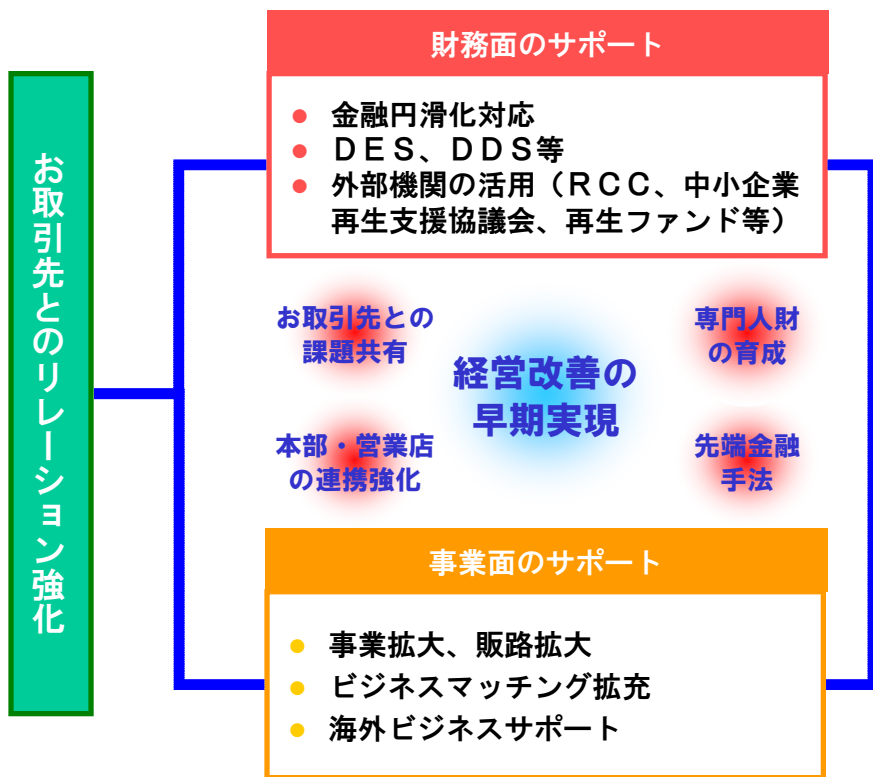 お取引先とのリレーション強化
財務面のサポート
● 金融円滑化対応
● ＤＥＳ、ＤＤＳ等
● 外部機関の活用（ＲＣＣ、中小企業
再生支援協議会、再生ファンド等）
お取引先との
課題共有
専門人財
の育成
経営改善の
早期実現
本部・営業店
の連携強化
先端金融
手法
事業面のサポート
● 事業拡大、販路拡大
● ビジネスマッチング拡充
● 海外ビジネスサポート